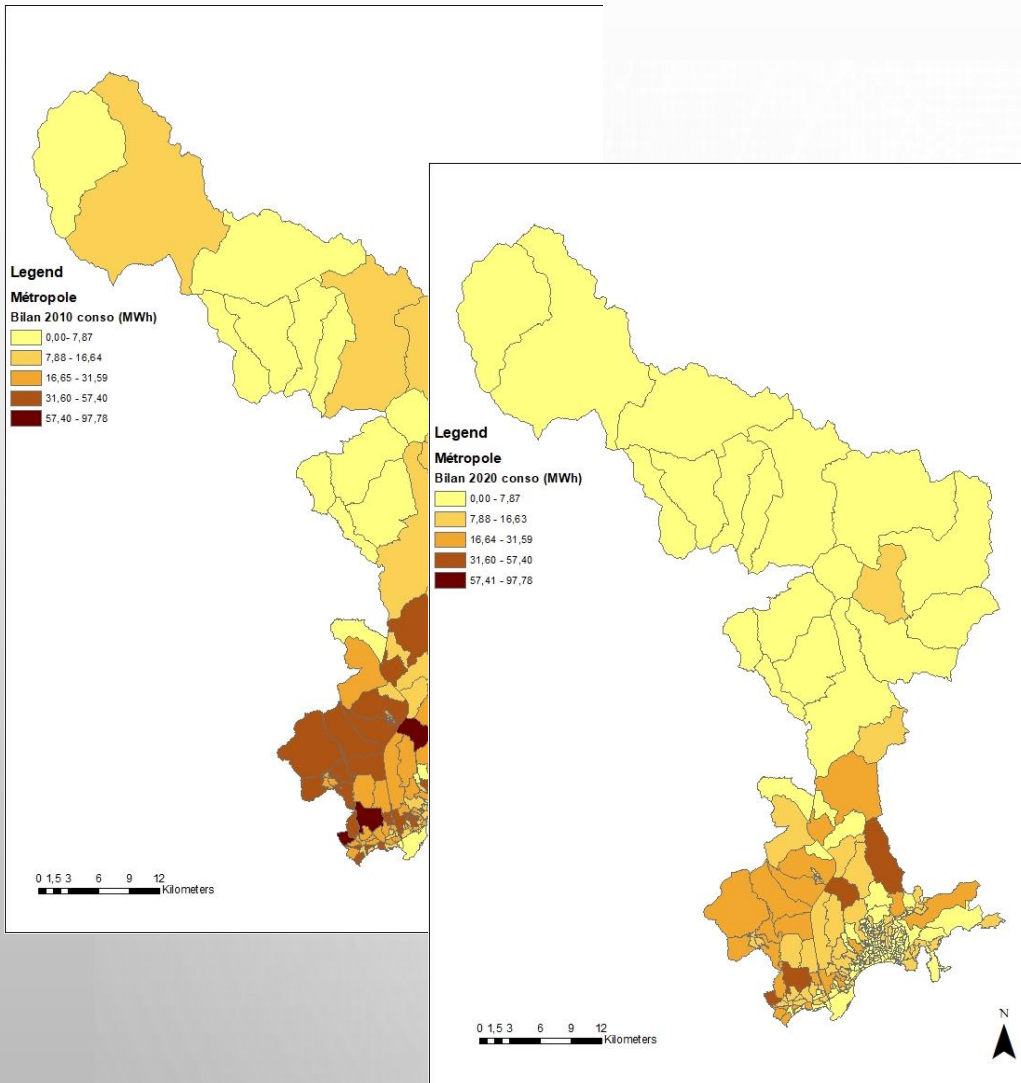 Legend
Métropole
Bilan 2010 conso (MWh)
0,00- 7,87
7,88 - 16,64
16,65 - 31,59
31,60 - 57,40
57,40 - 97,78
0 1,5 3 6 9 12
Kilometers
Legend
Métropole
Bilan 2020 conso (MWh)
0,00 - 7,87
7,88 - 16,63
16,64 - 31,59
31,60 - 57,40
57,41 - 97,78
0 1,5 3 6 9 12
Kilometers
N